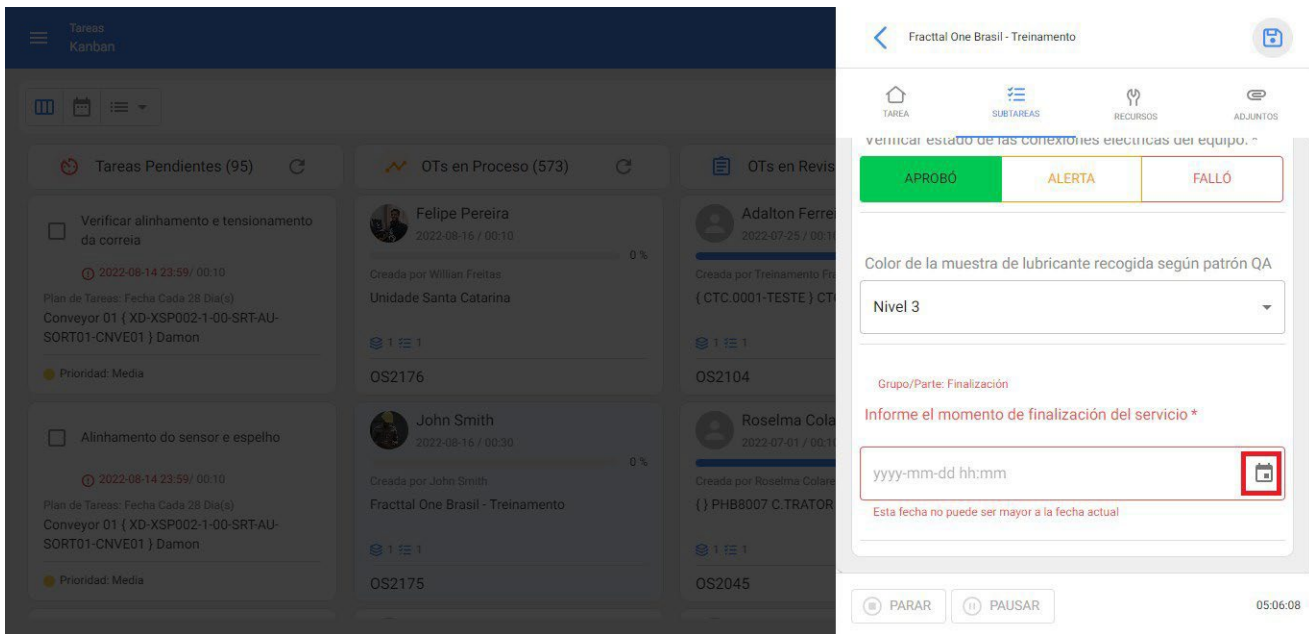 Tareas
Kanban
Tareas Pendientes (95)
Verificar alinhamento e tensionamento
da correia
2022-08-14 23:59/ 00:10
Plan de Tareas: Fecha Cada 28 Dia(s)
Conveyor 01 { XD-XSP002-1-00-SRT-AU-
SORT01-CNVE01 } Damon
Prioridad: Media
Alinhamento do sensor e espelho
2022-08-14 23:59/ 00:10
Plan de Tareas: Fecha Cada 28 Dia(s)
Conveyor 01 { XD-XSP002-1-00-SRT-AU-
SORT01-CNVE01 } Damon
Prioridad: Media
OTs en Proceso (573)
Felipe Pereira
2022-08-16 / 00:10
0 %
Creada por Willian Freitas
Unidade Santa Catarina
1 1
OS2176
John Smith
2022-08-16 / 00:30
0 %
Creada por John Smith
Fracttal One Brasil - Treinamento
1 1
OS2175
OTs en Revis
Adalton Ferrei
2022-07-25 / 00:10
Creada por Treinamento Fr
{ CTC.0001-TESTE } CT
1 1
OS2104
Roselma Cola
2022-07-01 / 00:10
Creada por Roselma Colare
{ } PHB8007 C.TRATOR
1 1
OS2045
Fracttal One Brasil - Treinamento
TAREA
SUBTAREAS
RECURSOS
ADJUNTOS
Verificar estado de las conexiones eléctricas del equipo. *
APROBÓ
ALERTA
FALLÓ
Color de la muestra de lubricante recogida según patrón QA
Nivel 3
Grupo/Parte: Finalización
Informe el momento de finalización del servicio *
yyyy-mm-dd hh:mm
Esta fecha no puede ser mayor a la fecha actual
PARAR
PAUSAR
05:06:08